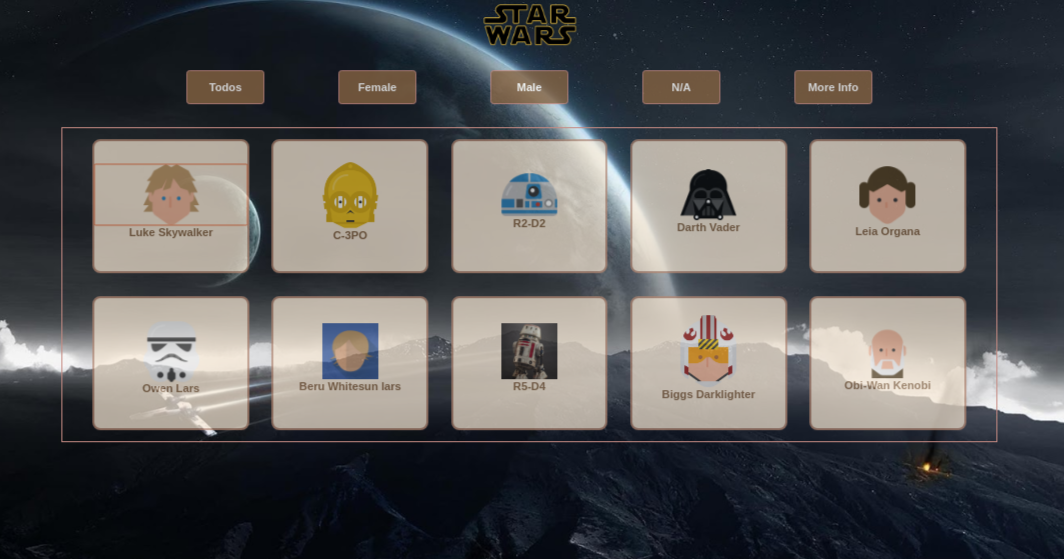 STAR
WARS
Todos
Female
Male
N/A
More Info
Luke Skywalker
C-3PO
R2-D2
Darth Vader
Leia Organa
Owen Lars
Beru Whitesun lars
R5-D4
Biggs Darklighter
Obi-Wan Kenobi